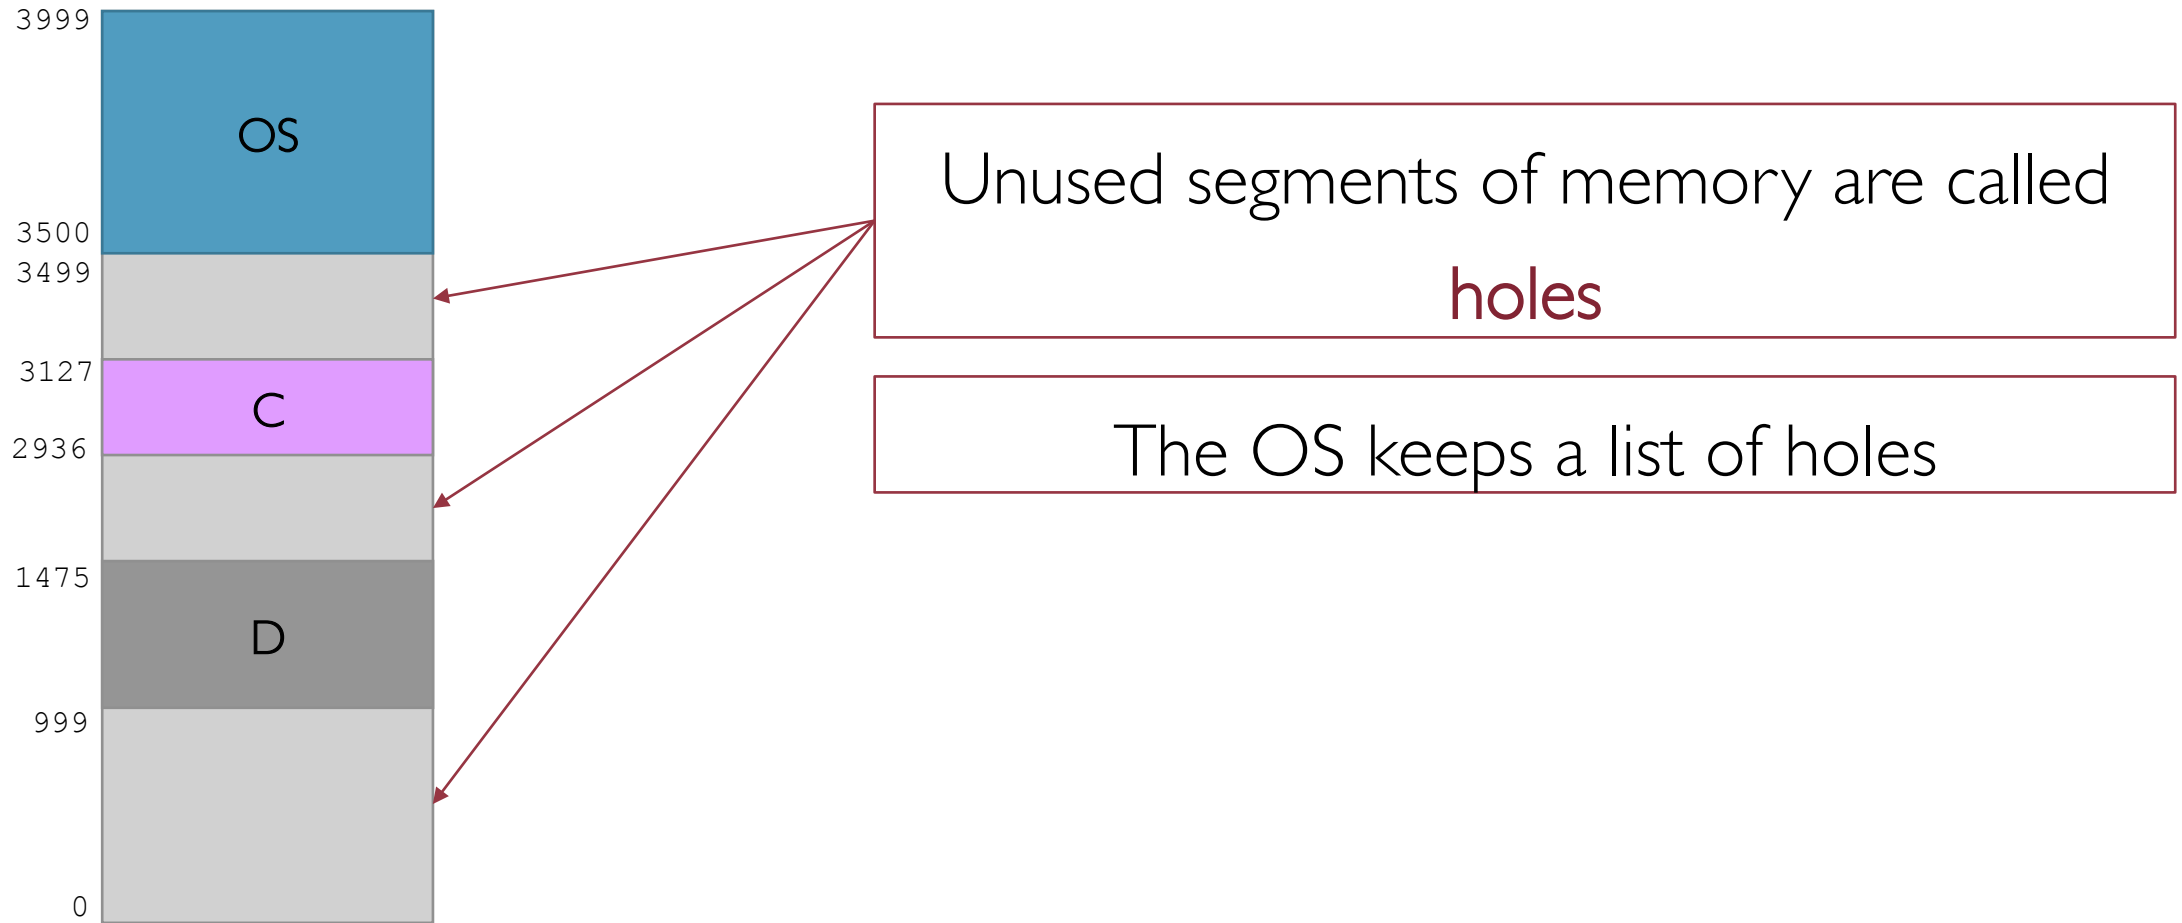 3999
OS
3500
3499
3127
C
2936
1475
D
999
0
Unused segments of memory are called
holes
The OS keeps a list of holes